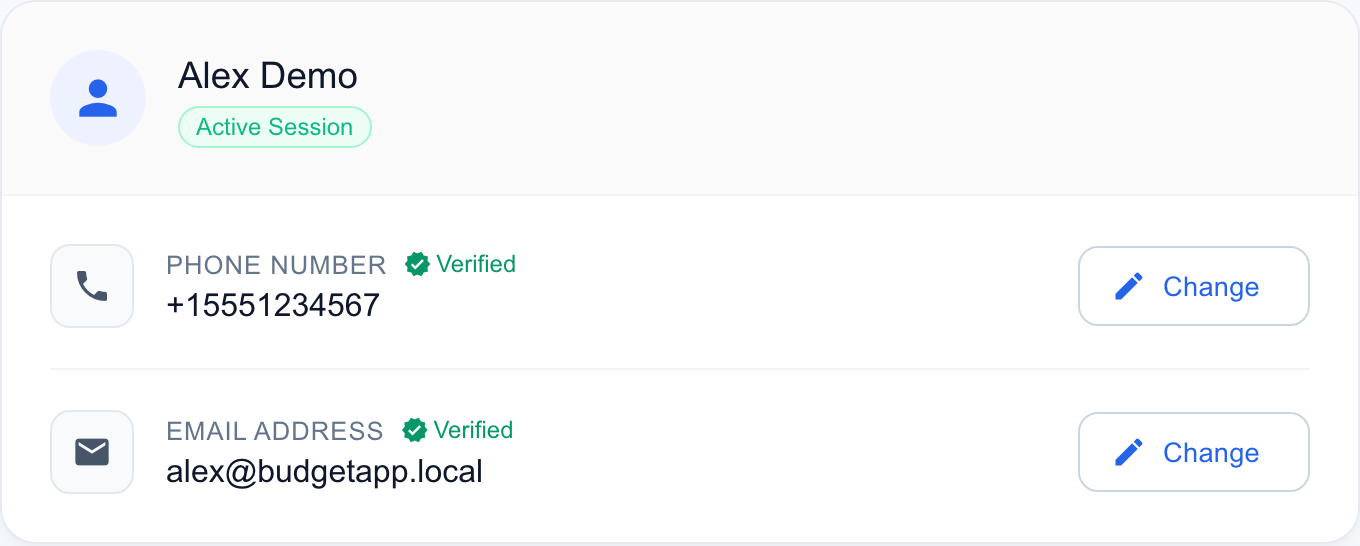 Alex Demo
Active Session
PHONE NUMBER Verified
+15551234567
Change
EMAIL ADDRESS Verified
alex@budgetapp.local
Change